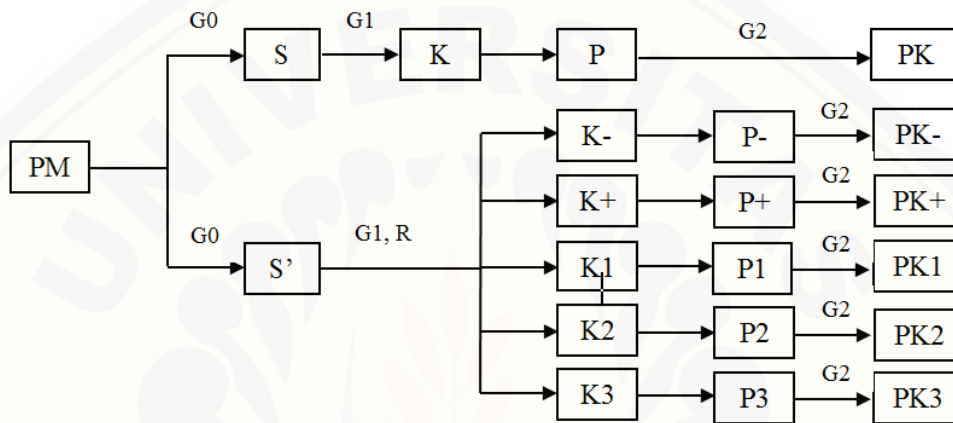 G0 G1 G2
S K P PK
G2
K- P- PK-
PM
G2
K+ P+ PK+
G0 G1, R
G2
S’ K1 P1 PK1
G2
K2 P2 PK2
G2
K3 P3 PK3
UNIVERSITAS